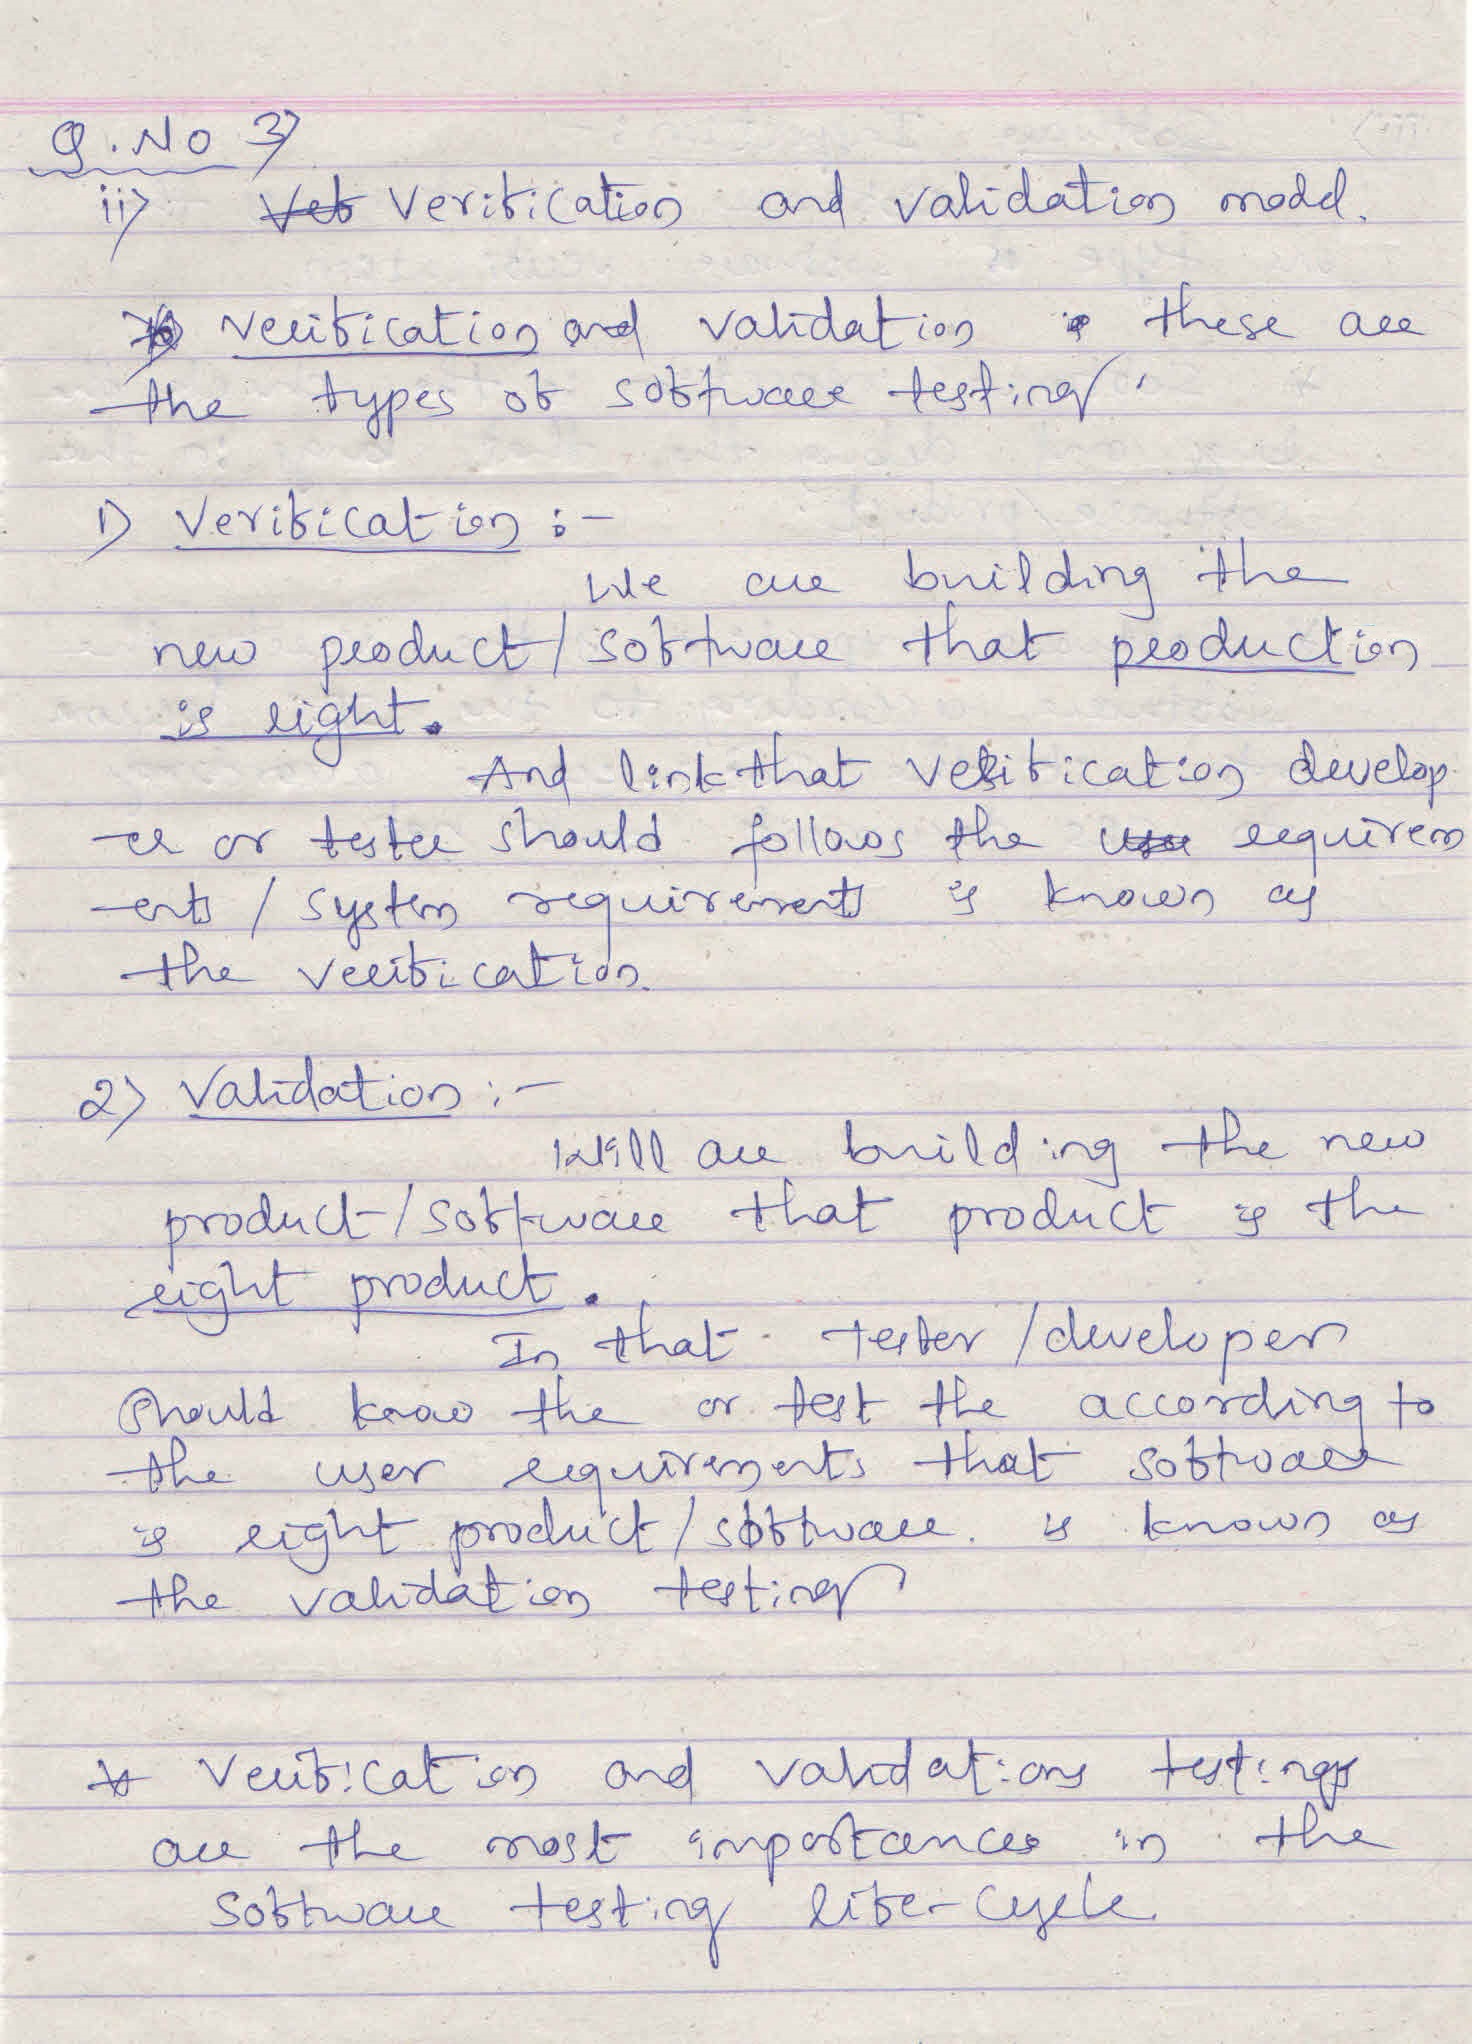 Q. No 3)
ii) Verification and validation model.
verification and validation these are
the types of software testing.
1) Verification :-
We are building the
new product/software that production
is right.
And link that verification develop
er or tester should follows the requirem
ents / system requirements is known as
the verification.
2) Validation :-
Will are building the new
product/software that product is the
right product.
In that tester/developer
should know the or test the according to
the user requirements that software
is right product/software. is known as
the validation testing
* Verification and validations testings
are the most importances in the
software testing life-cycle.